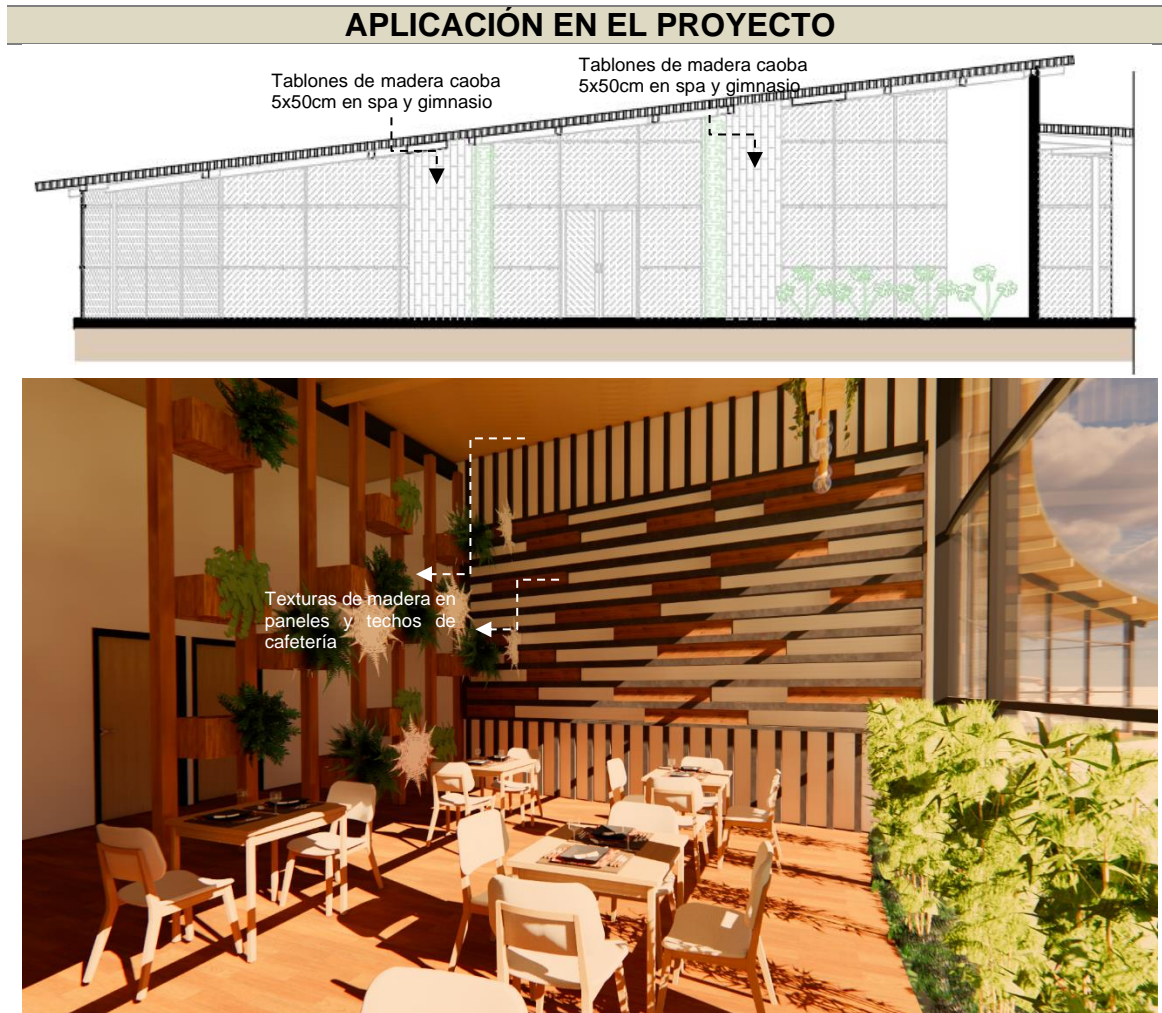 APLICACIÓN EN EL PROYECTO
Tablones de madera caoba
5x50cm en spa y gimnasio
Tablones de madera caoba
5x50cm en spa y gimnasio
Texturas de madera en
paneles y techos de
cafetería